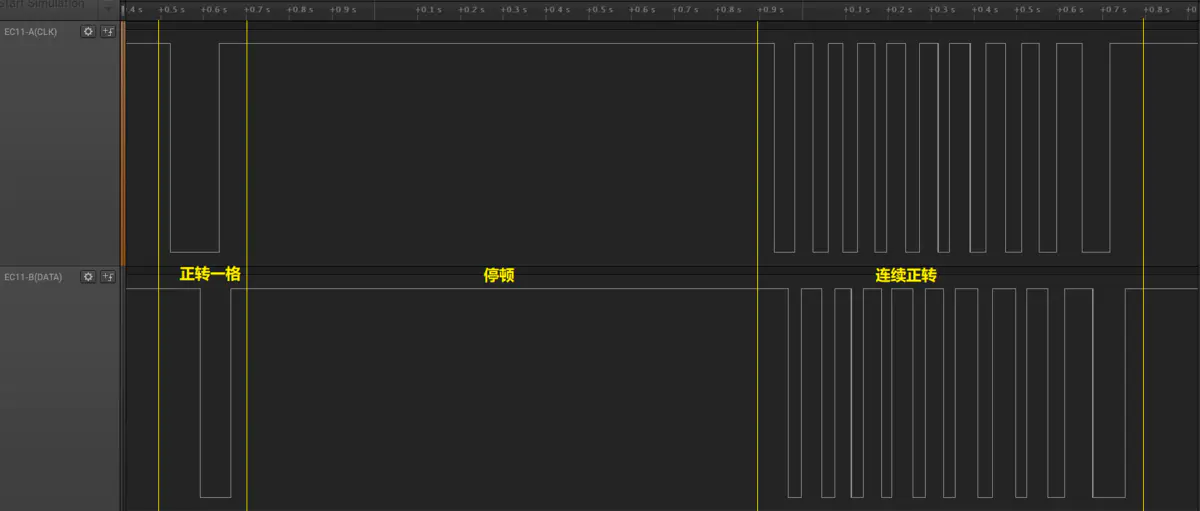 Start Simulation
+0.5 s +0.6 s +0.7 s +0.8 s +0.9 s +0.1 s +0.2 s +0.3 s +0.4 s +0.5 s +0.6 s +0.7 s +0.8 s +0.9 s +0.1 s +0.2 s +0.3 s +0.4 s +0.5 s +0.6 s +0.7 s +0.8 s
EC11-A(CLK)
EC11-B(DATA)
正转一格
停顿
连续正转